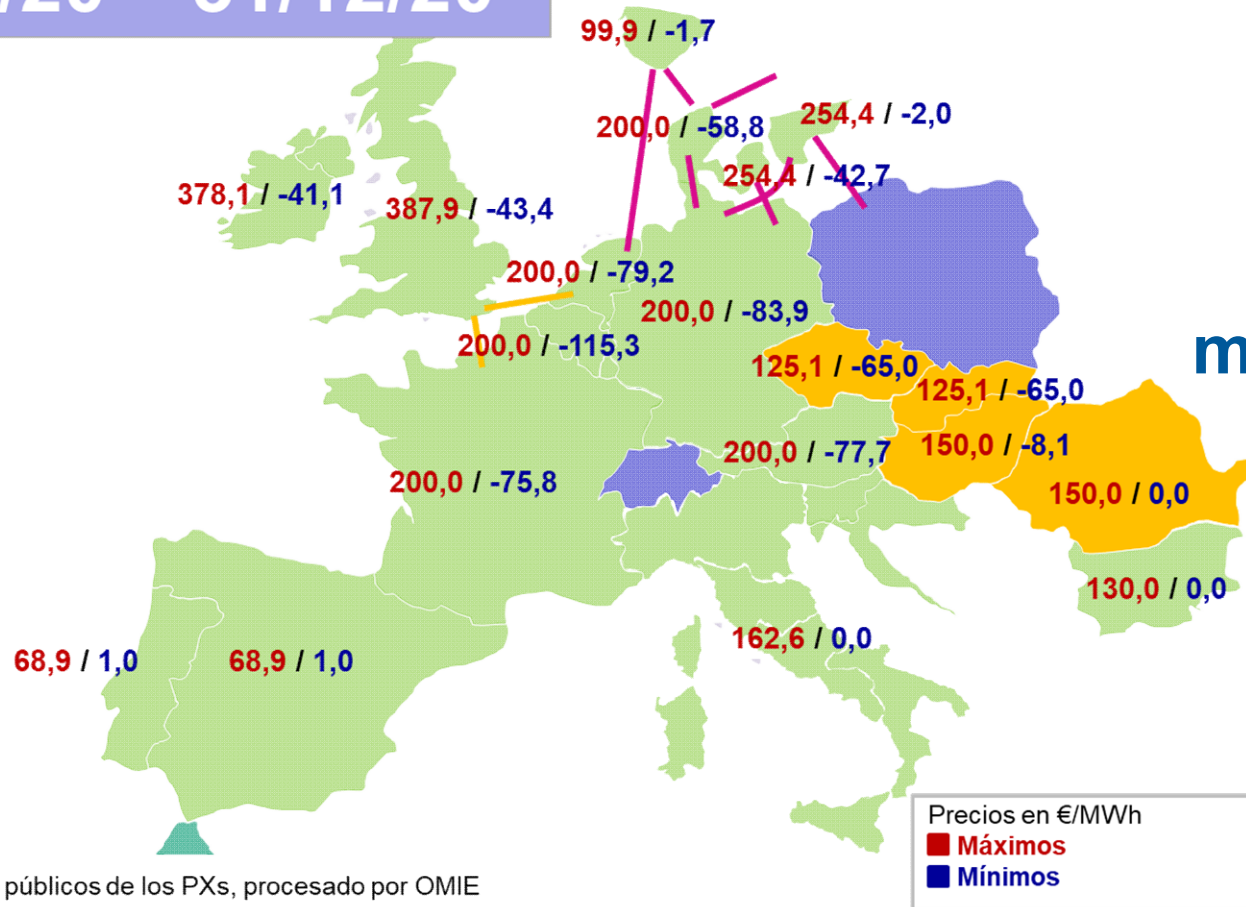 31/12/20
99,9 / -1,7
200,0 / -58,8
254,4 / -2,0
254,4 / -42,7
378,1 / -41,1
387,9 / -43,4
200,0 / -79,2
200,0 / -83,9
200,0 / -115,3
125,1 / -65,0
125,1 / -65,0
200,0 / -77,7
150,0 / -8,1
200,0 / -75,8
150,0 / 0,0
130,0 / 0,0
162,6 / 0,0
68,9 / 1,0
68,9 / 1,0
Precios en €/MWh
Máximos
Mínimos
públicos de los PXs, procesado por OMIE